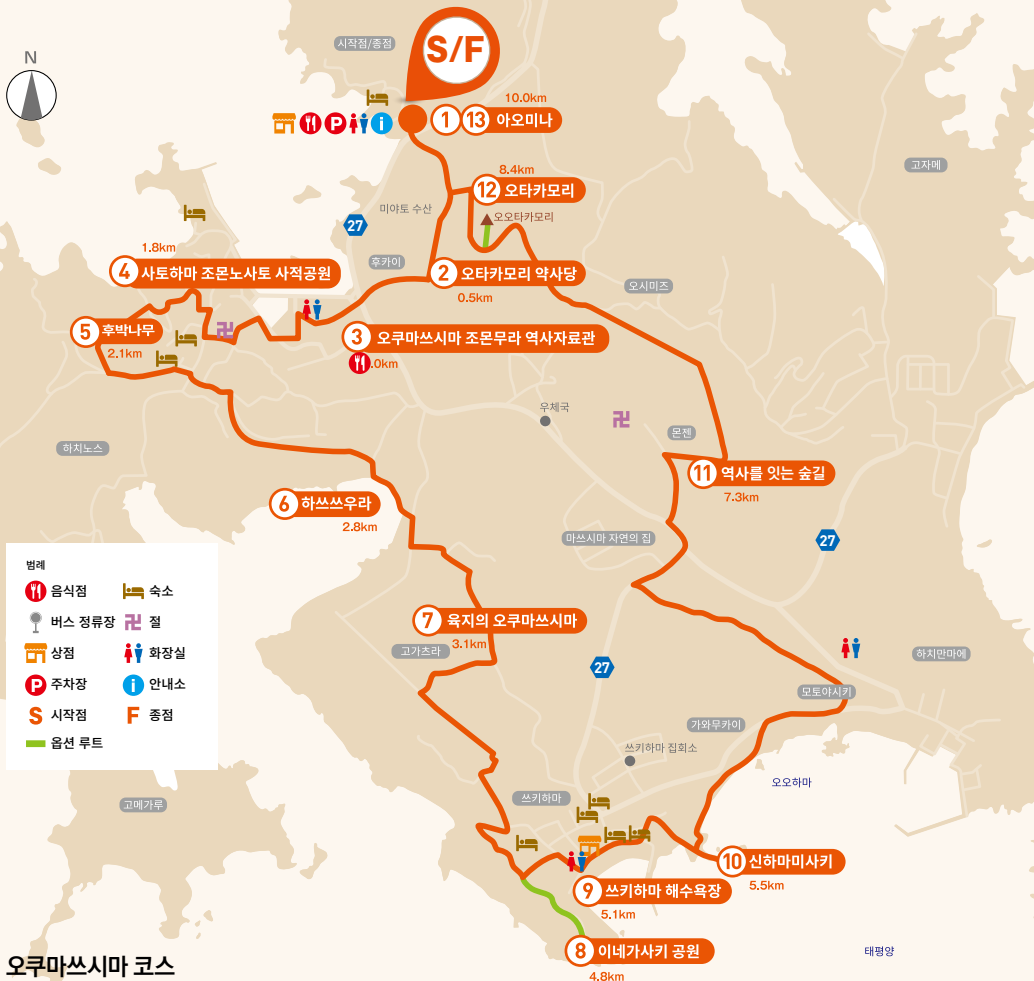 시작점/종점
S/F
N
10.0km
P
i
1 13 아오미나
8.4km
12 오타카모리
고자메
미야토 수산
오오타카모리
27
1.8km
후카이
4 사토하마 조몬노사토 사적공원
2 오타카모리 약사당
0.5km
오시미즈
5 후박나무
2.1km
3 오쿠마쓰시마 조몬무라 역사자료관
.0km
우체국
하치노스
몬젠
11 역사를 잇는 숲길
7.3km
6 하쓰쓰우라
2.8km
마쓰시마 자연의 집
27
범례
음식점
숙소
버스 정류장
卍 절
상점
화장실
P 주차장
i 안내소
S 시작점
F 종점
옵션 루트
7 육지의 오쿠마쓰시마
3.1km
고가츠라
27
하치만마에
모토야시키
가와무카이
쓰키하마 집회소
오오하마
고메가루
쓰키하마
10 신하마미사키
5.5km
9 쓰키하마 해수욕장
5.1km
8 이네가사키 공원
4.8km
태평양
오쿠마쓰시마 코스